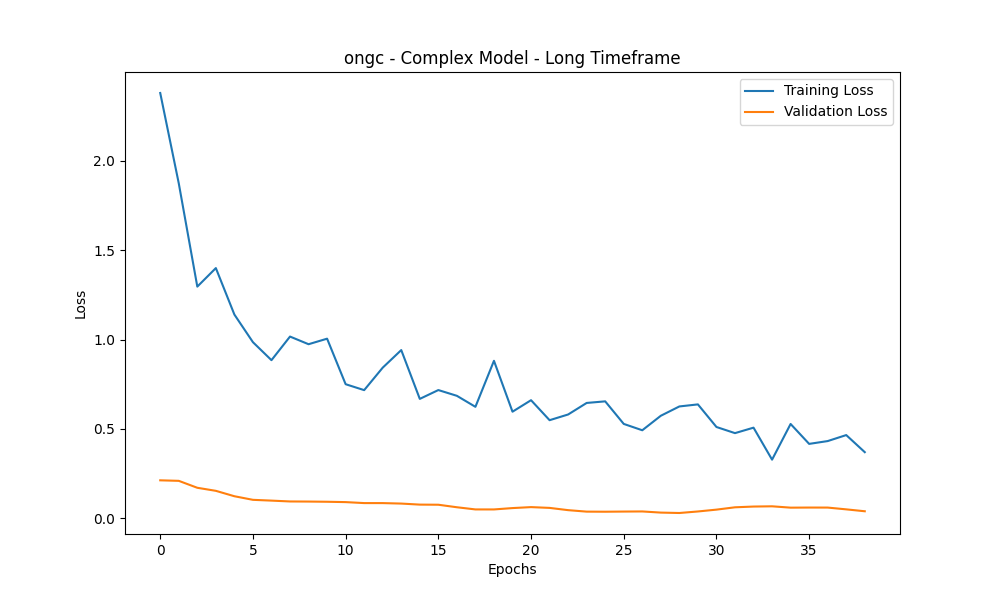 ongc - Complex Model - Long Timeframe
Training Loss
Validation Loss
Loss
2.0
1.5
1.0
0.5
0.0
0 5 10 15 20 25 30 35
Epochs